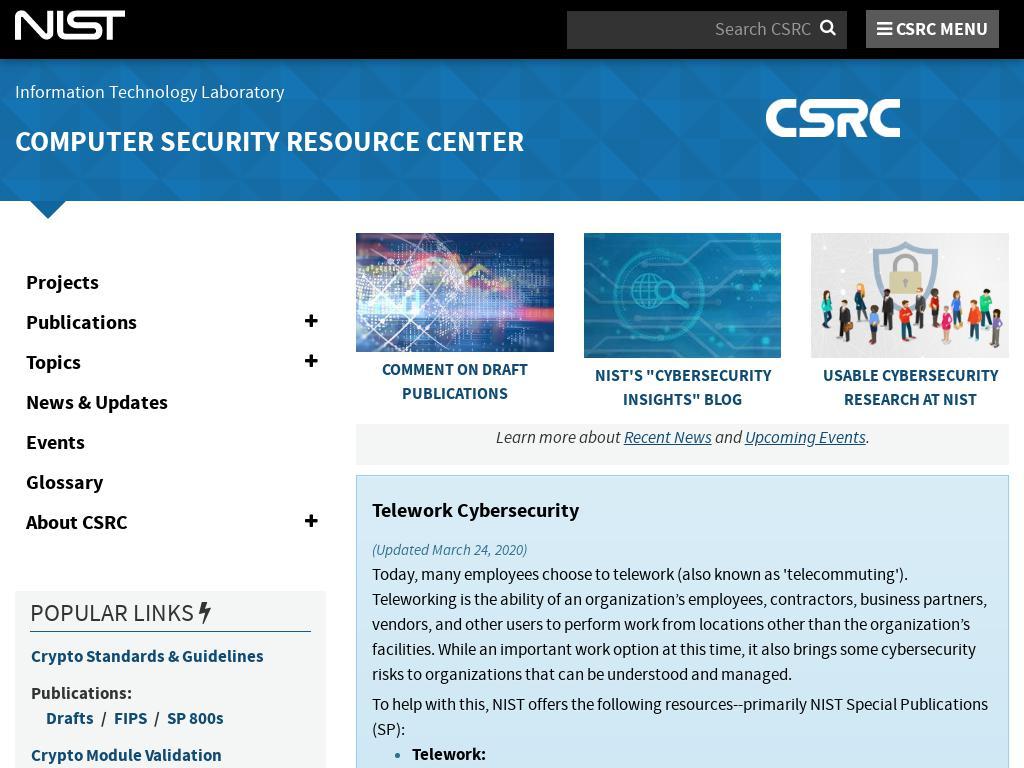 NIST
Search CSRC
CSRC MENU
Information Technology Laboratory
COMPUTER SECURITY RESOURCE CENTER
CSRC
Projects
Publications
Topics
News & Updates
Events
Glossary
About CSRC
POPULAR LINKS
Crypto Standards & Guidelines
Publications:
Drafts / FIPS / SP 800s
Crypto Module Validation
COMMENT ON DRAFT
PUBLICATIONS
NIST'S "CYBERSECURITY
INSIGHTS" BLOG
USABLE CYBERSECURITY
RESEARCH AT NIST
Learn more about Recent News and Upcoming Events.
Telework Cybersecurity
(Updated March 24, 2020)
Today, many employees choose to telework (also known as 'telecommuting').
Teleworking is the ability of an organization’s employees, contractors, business partners,
vendors, and other users to perform work from locations other than the organization’s
facilities. While an important work option at this time, it also brings some cybersecurity
risks to organizations that can be understood and managed.
To help with this, NIST offers the following resources--primarily NIST Special Publications
(SP):
• Telework: